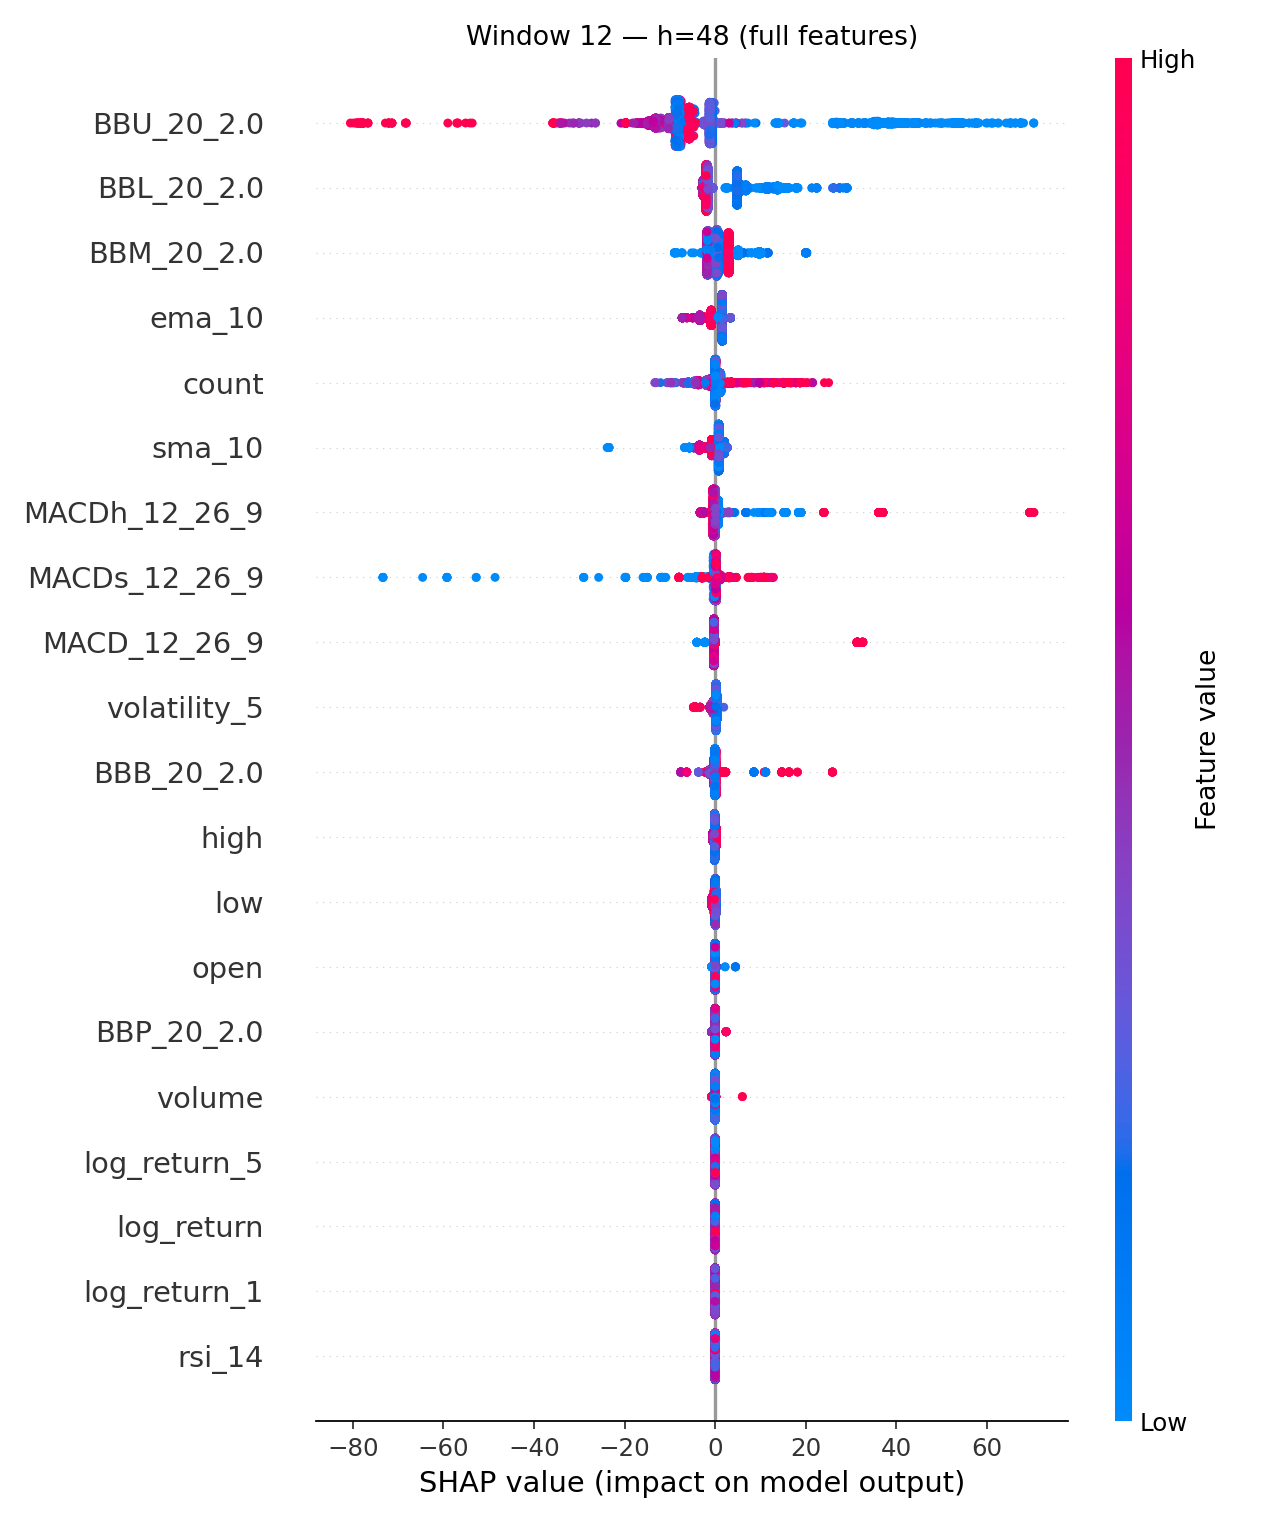 Window 12 — h=48 (full features)
High
BBU_20_2.0
BBL_20_2.0
BBM_20_2.0
ema_10
count
sma_10
MACDh_12_26_9
MACDs_12_26_9
MACD_12_26_9
volatility_5
BBB_20_2.0
high
low
open
BBP_20_2.0
volume
log_return_5
log_return
log_return_1
rsi_14
Feature value
Low
−80 −60 −40 −20 0 20 40 60
SHAP value (impact on model output)